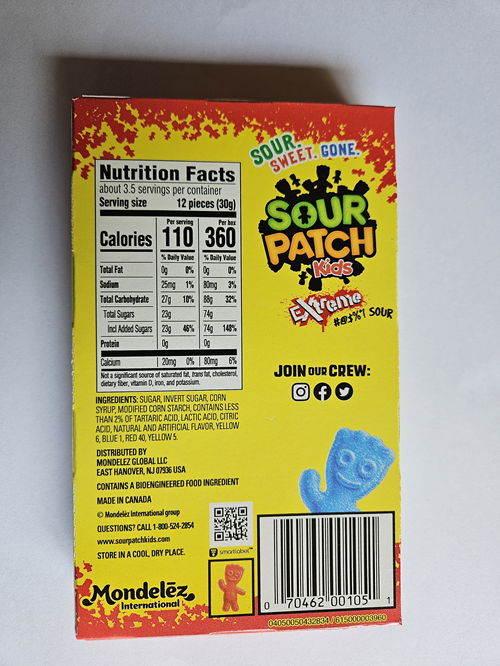 SOUR.
SWEET. GONE.
Nutrition Facts
about 3.5 servings per container
Serving size 12 pieces (30g)
Per serving Per box
Calories 110 360
% Daily Value % Daily Value
Total Fat 0g 0% 0g 0%
Sodium 25mg 1% 80mg 3%
Total Carbohydrate 27g 10% 88g 32%
Total Sugars 23g 74g
Incl Added Sugars 23g 46% 74g 148%
Protein 0g 0g
Calcium 20mg 0% 80mg 6%
Not a significant source of saturated fat, trans fat, cholesterol,
dietary fiber, vitamin D, iron, and potassium.
INGREDIENTS: SUGAR, INVERT SUGAR, CORN
SYRUP, MODIFIED CORN STARCH, CONTAINS LESS
THAN 2% OF TARTARIC ACID, LACTIC ACID, CITRIC
ACID, NATURAL AND ARTIFICIAL FLAVOR, YELLOW
6, BLUE 1, RED 40, YELLOW 5.
DISTRIBUTED BY
MONDELEZ GLOBAL LLC
EAST HANOVER, NJ 07936 USA
CONTAINS A BIOENGINEERED FOOD INGREDIENT
MADE IN CANADA
© Mondelēz International group
QUESTIONS? CALL 1-800-524-2854
www.sourpatchkids.com
STORE IN A COOL, DRY PLACE.
smartlabel™
Mondelēz
International
SOUR
PATCH
Kids
Extreme
#@$%*! SOUR
JOIN OUR CREW:
0 70462 00105 1
04050050432834 / 615000003960